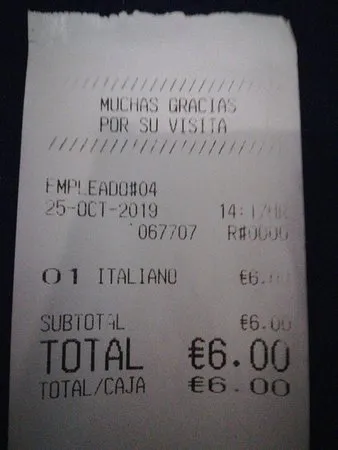 ////////////////////
MUCHAS GRACIAS
POR SU VISITA
////////////////////
EMPLEADO#04
25-OCT-2019
067707 R#0000
01 ITALIANO
SUBTOTAL €6.00
TOTAL €6.00
TOTAL/CAJA €6.00